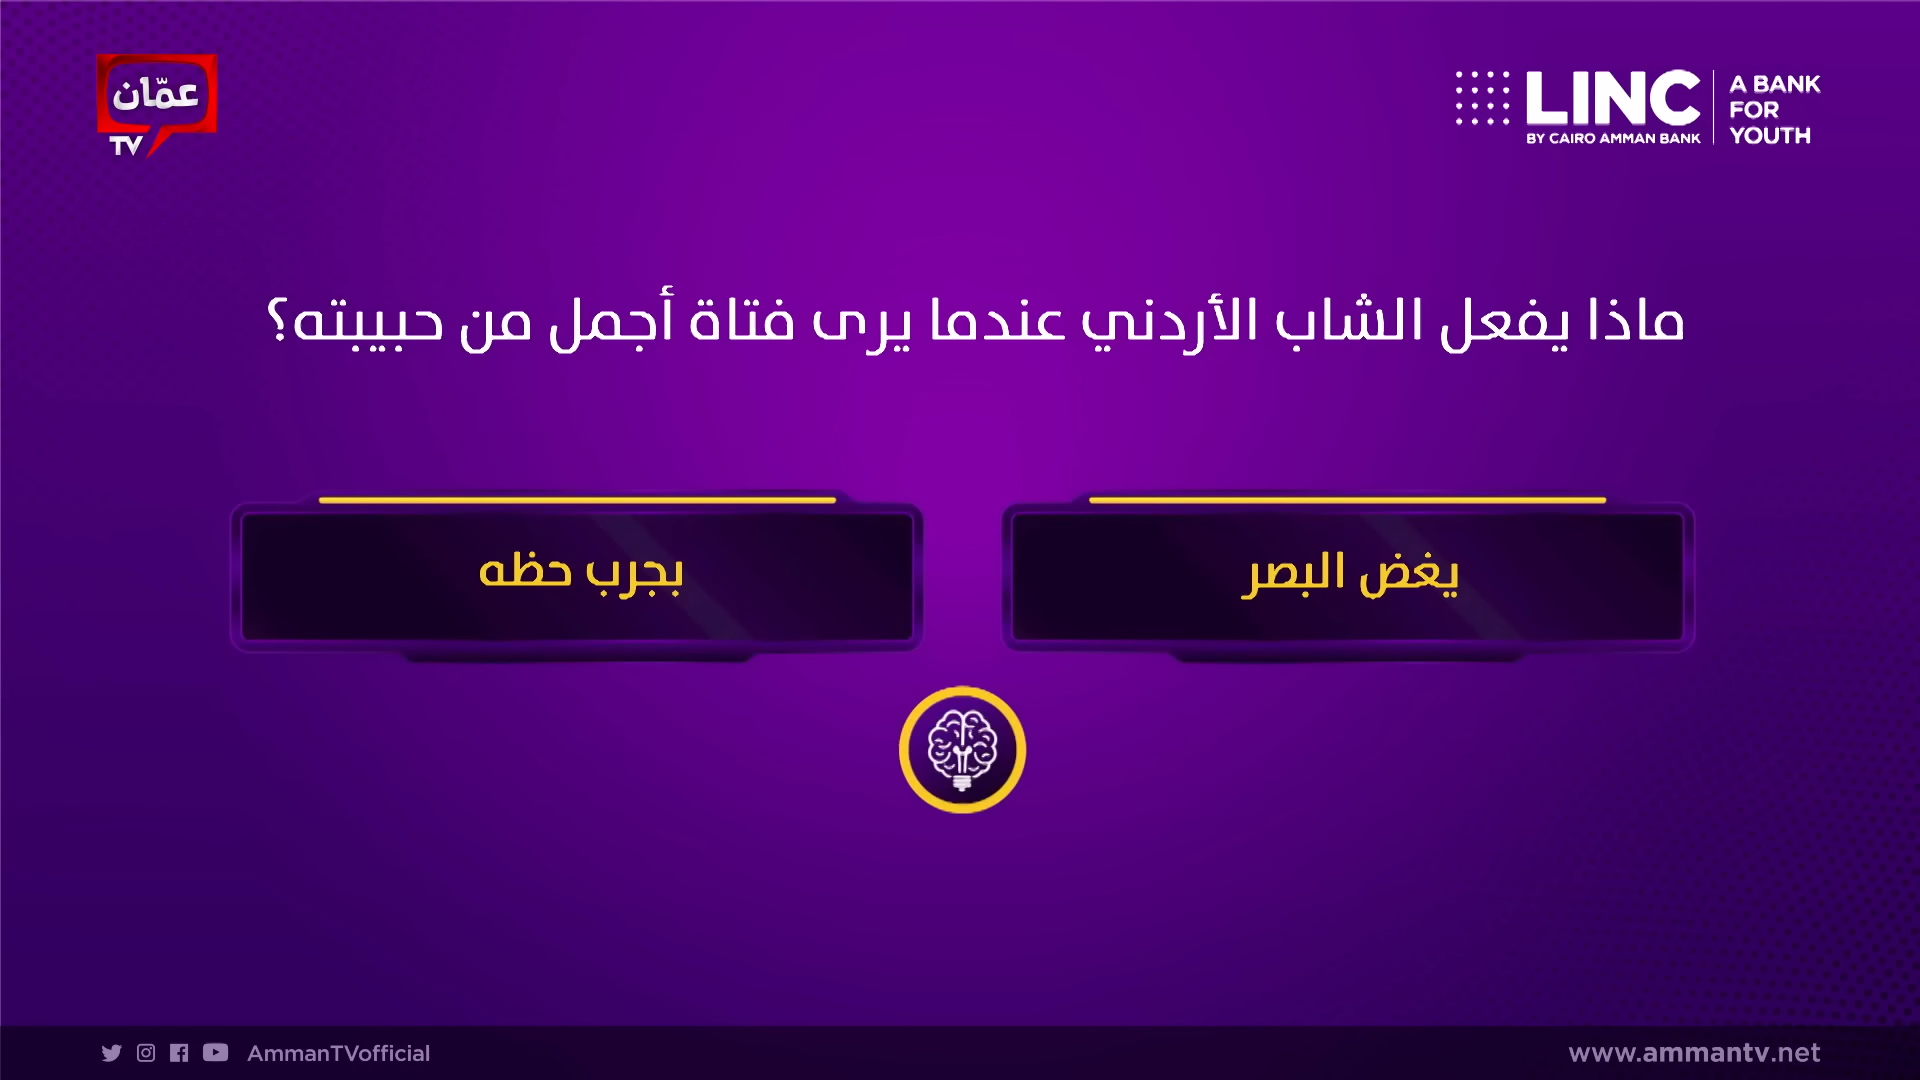 عمّان
TV
LINC
BY CAIRO AMMAN BANK
A BANK
FOR
YOUTH
ماذا يفعل الشاب الأردني عندما يرى فتاة أجمل من حبيبته؟
يغض البصر
بجرب حظه
AmmanTVofficial
www.ammantv.net